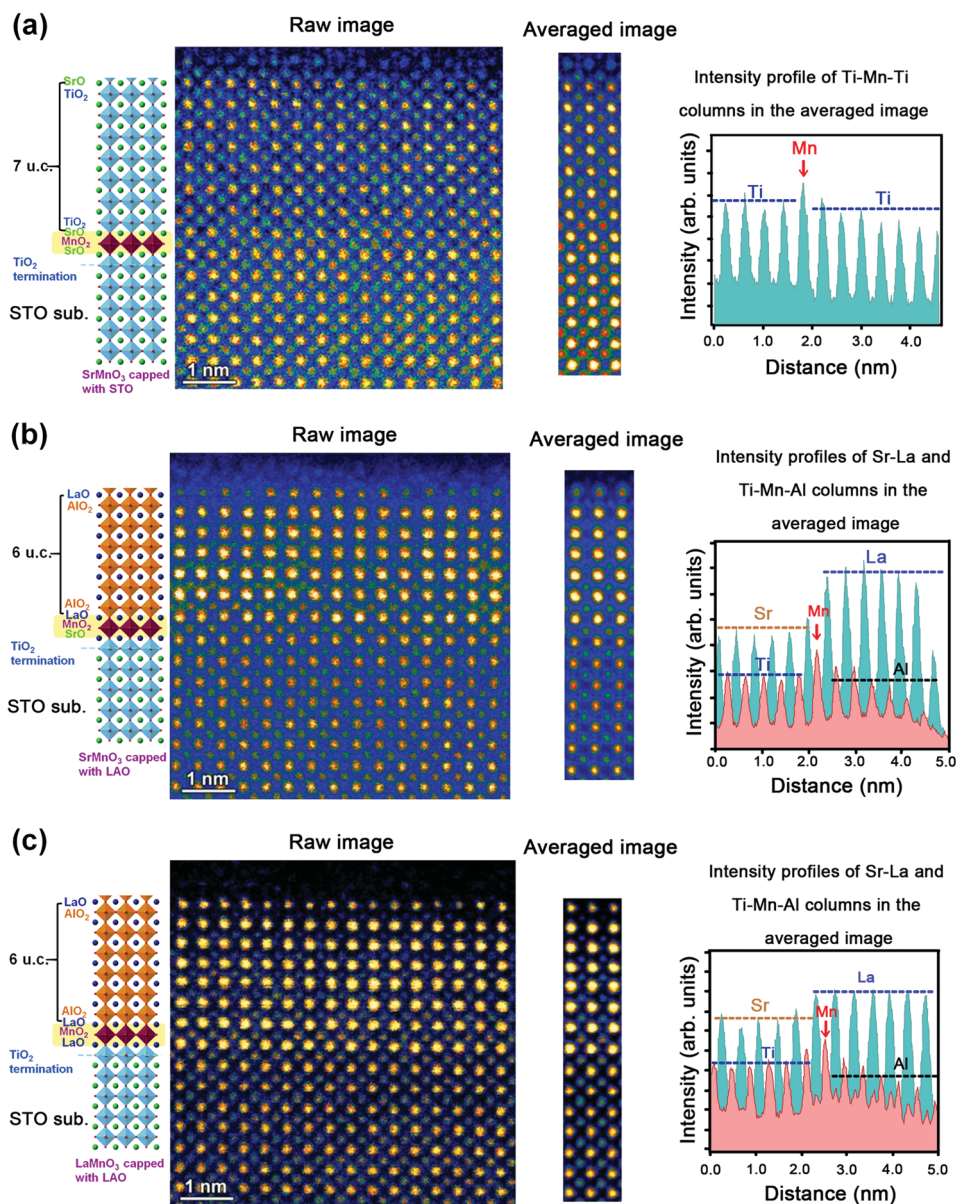 (a)
Raw image
Averaged image
Intensity profile of Ti-Mn-Ti
columns in the averaged image
SrO
TiO₂
7 u.c.
TiO₂
SrO
MnO₂
SrO
TiO₂
termination
STO sub.
SrMnO₃ capped
with STO
1 nm
Mn
Ti
Ti
Intensity (arb. units)
0.0 1.0 2.0 3.0 4.0
Distance (nm)
(b)
Raw image
Averaged image
Intensity profiles of Sr-La and
Ti-Mn-Al columns in the
averaged image
LaO
AlO₂
6 u.c.
AlO₂
LaO
MnO₂
SrO
TiO₂
termination
STO sub.
SrMnO₃ capped
with LAO
1 nm
La
Sr
Mn
Ti
Al
Intensity (arb. units)
0.0 1.0 2.0 3.0 4.0 5.0
Distance (nm)
(c)
Raw image
Averaged image
Intensity profiles of Sr-La and
Ti-Mn-Al columns in the
averaged image
LaO
AlO₂
6 u.c.
AlO₂
LaO
MnO₂
LaO
TiO₂
termination
STO sub.
LaMnO₃ capped
with LAO
1 nm
La
Sr
Mn
Ti
Al
Intensity (arb. units)
0.0 1.0 2.0 3.0 4.0 5.0
Distance (nm)